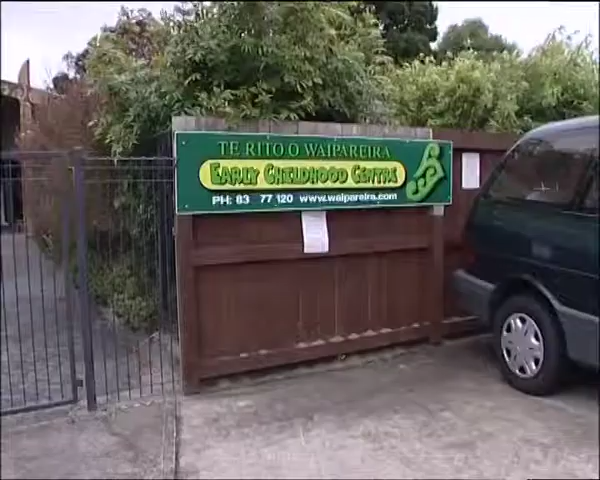 TE RITO O WAIPAREIRA
EARLY CHILDHOOD CENTRE
PH: 83 77 120 www.waipareira.com